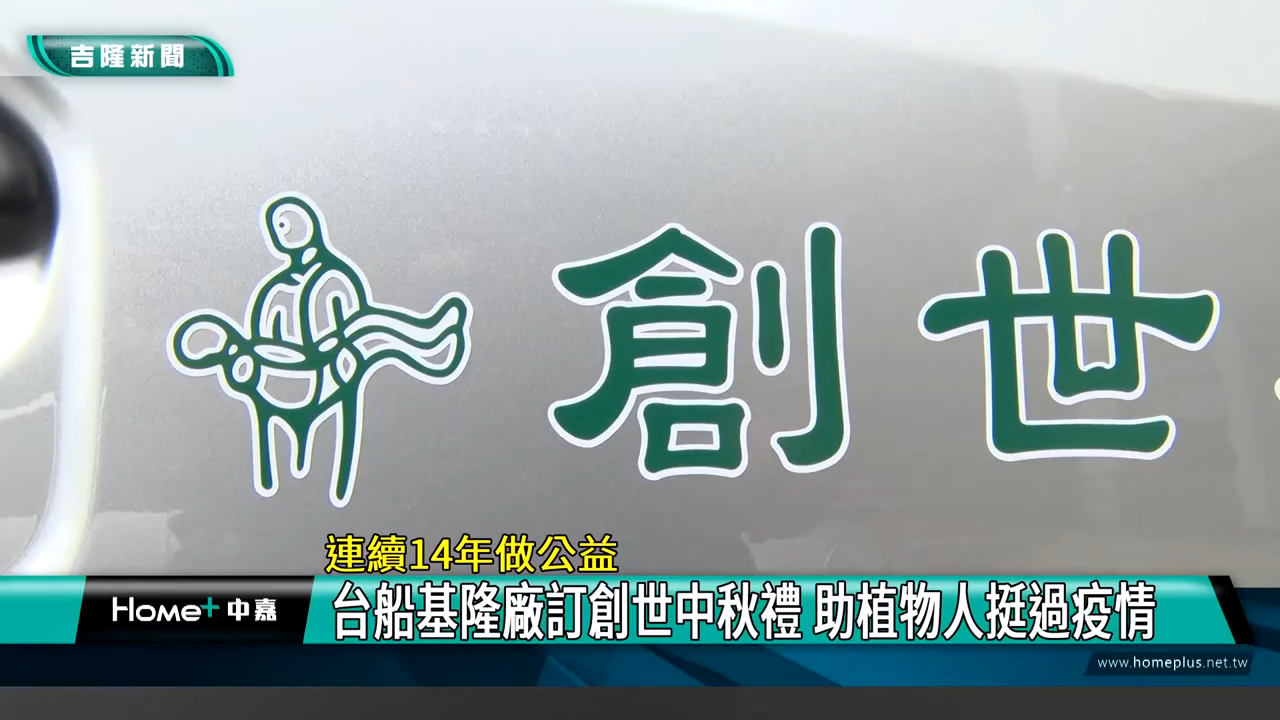 吉隆新聞
創世
連續14年做公益
Home+中嘉
台船基隆廠訂創世中秋禮 助植物人挺過疫情
www.homeplus.net.tw